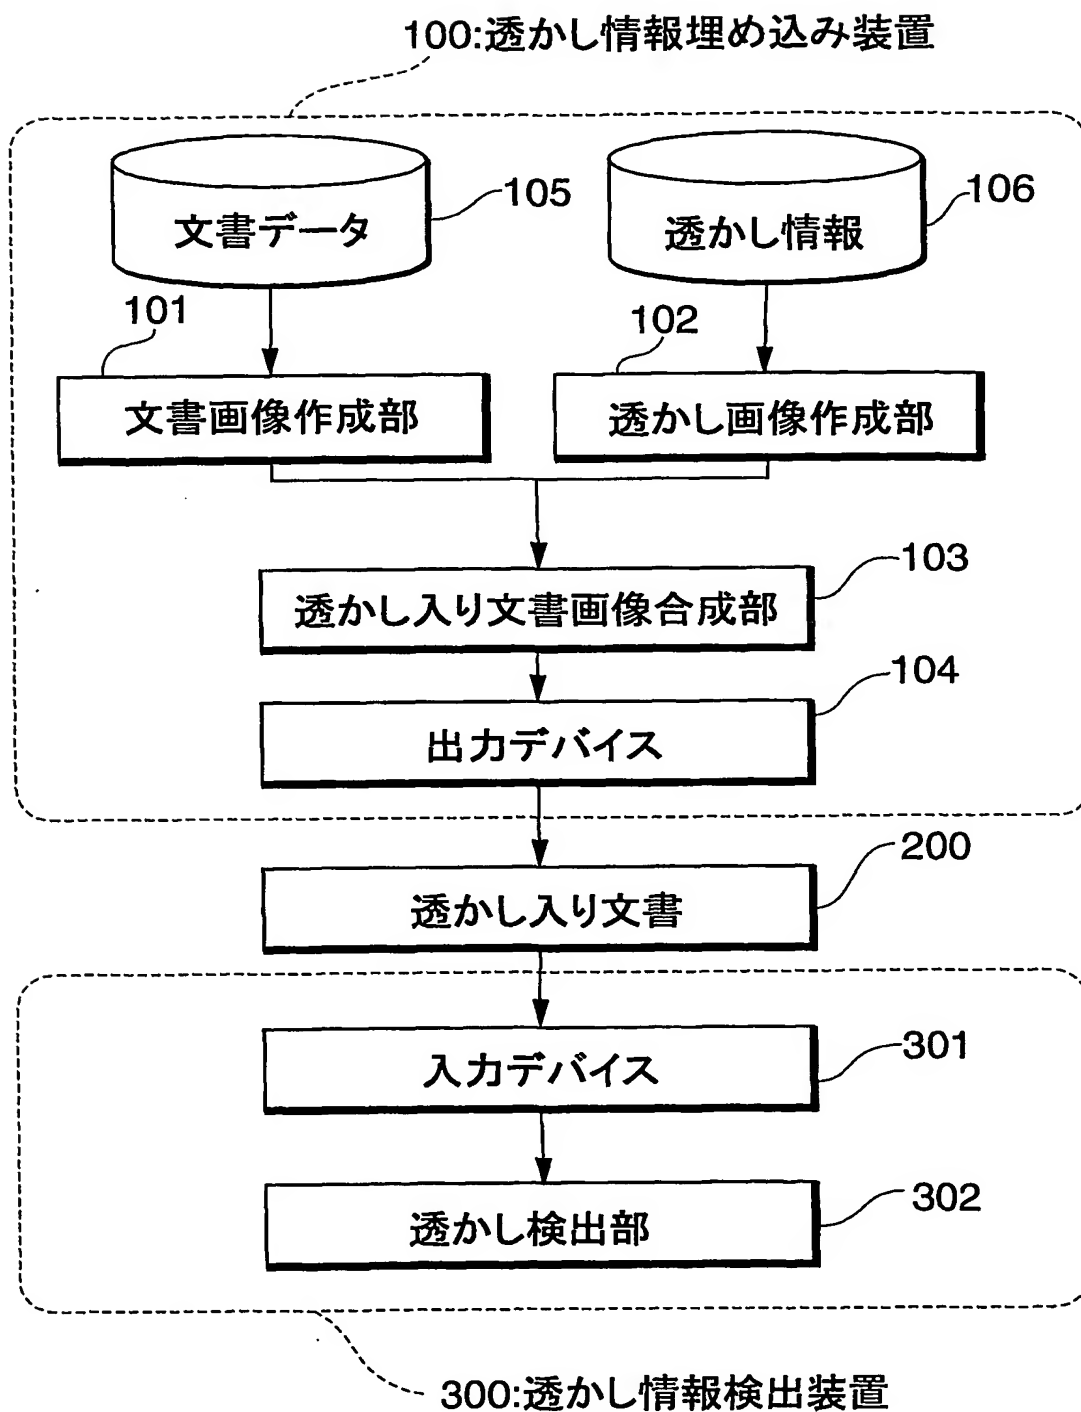 100:透かし情報埋め込み装置
文書データ
105
透かし情報
106
101
文書画像作成部
102
透かし画像作成部
103
透かし入り文書画像合成部
104
出力デバイス
200
透かし入り文書
301
入力デバイス
302
透かし検出部
300:透かし情報検出装置